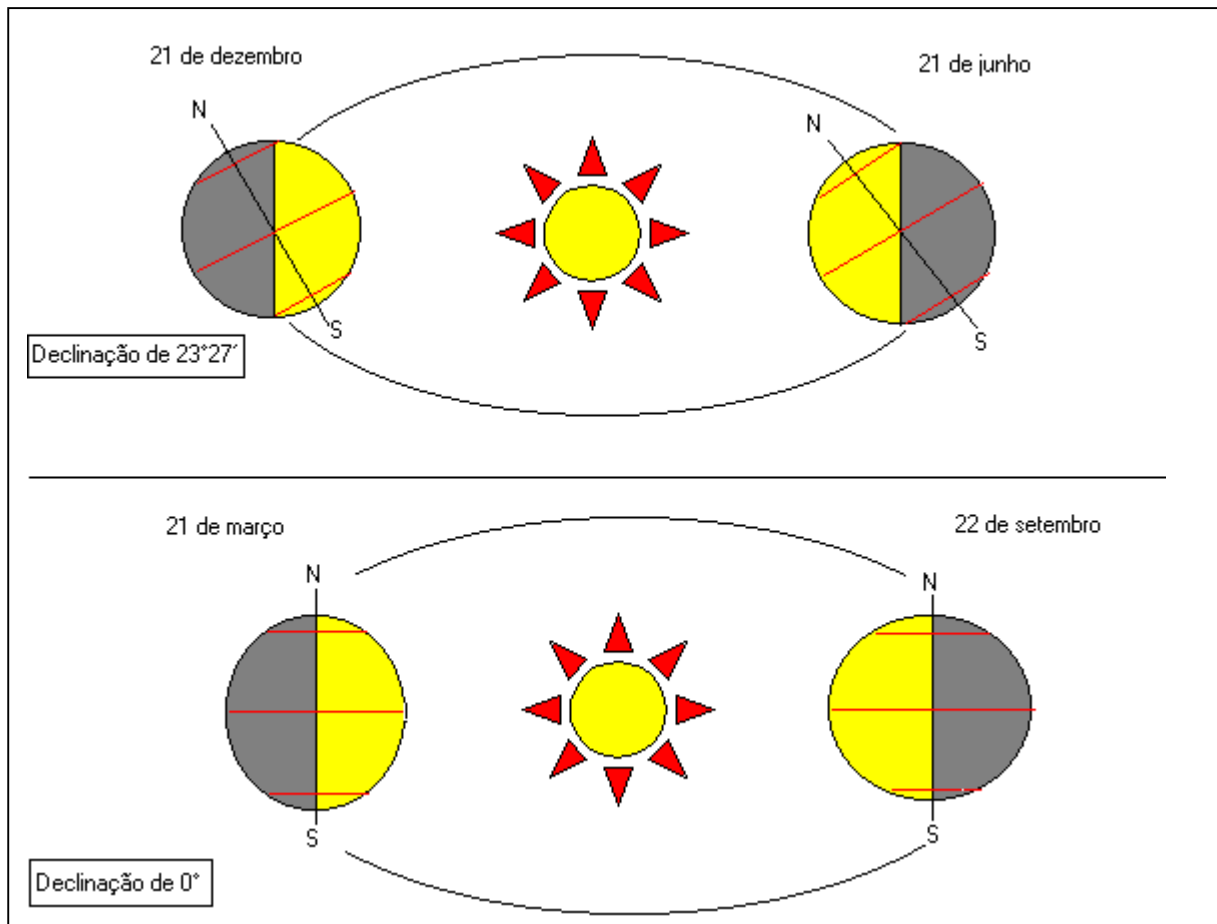 21 de dezembro
21 de junho
N
N
S
S
Declinação de 23°27´
21 de março
22 de setembro
N
N
S
S
Declinação de 0°